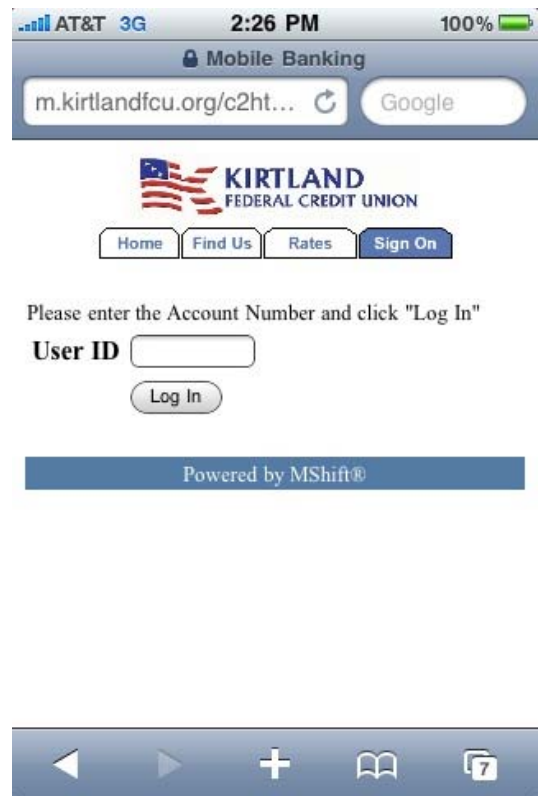 AT&T 3G 2:26 PM 100%
Mobile Banking
m.kirtlandfcu.org/c2ht... Google
KIRTLAND
FEDERAL CREDIT UNION
Home Find Us Rates Sign On
Please enter the Account Number and click "Log In"
User ID
Log In
Powered by MShift®
7